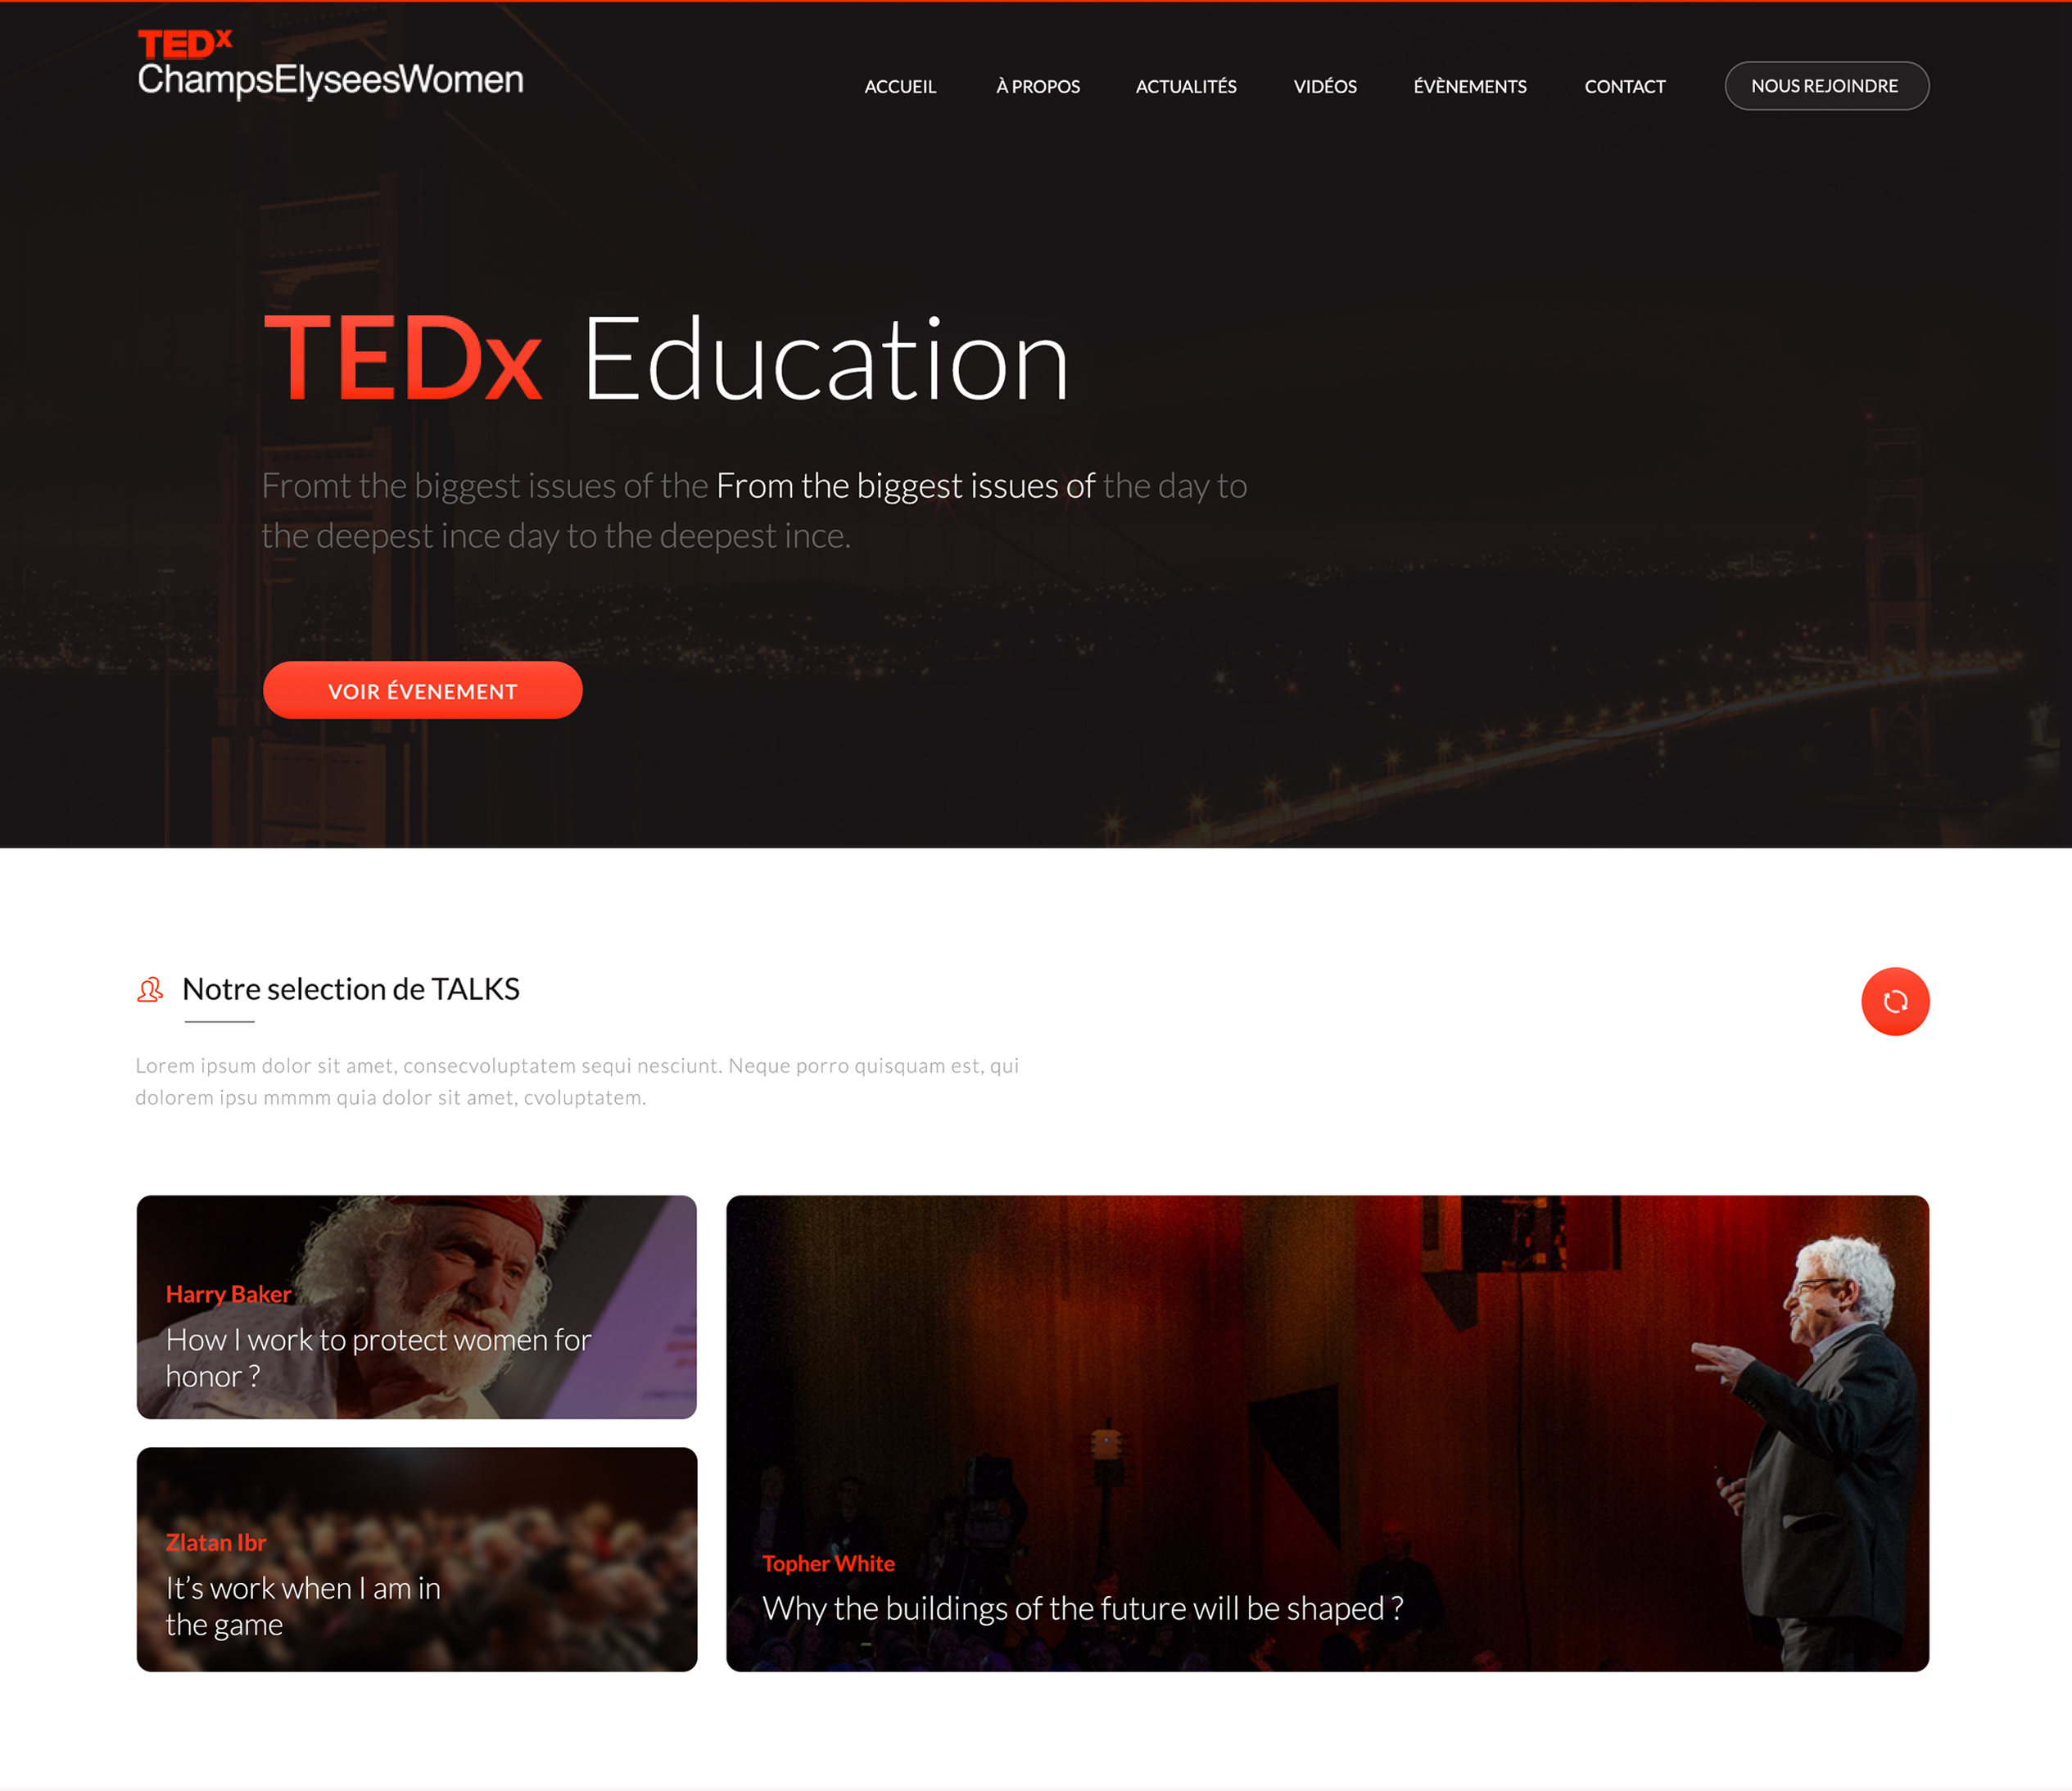 TEDx
ChampsElyseesWomen
ACCUEIL
À PROPOS
ACTUALITÉS
VIDÉOS
ÉVÈNEMENTS
CONTACT
NOUS REJOINDRE
TEDx Education
Fromt the biggest issues of the From the biggest issues of the day to
the deepest ince day to the deepest ince.
VOIR ÉVENEMENT
Notre selection de TALKS
Lorem ipsum dolor sit amet, consecvoluptatem sequi nesciunt. Neque porro quisquam est, qui
dolorem ipsu mmmm quia dolor sit amet, cvoluptatem.
Harry Baker
How I work to protect women for
honor ?
Zlatan Ibr
It’s work when I am in
the game
Topher White
Why the buildings of the future will be shaped ?